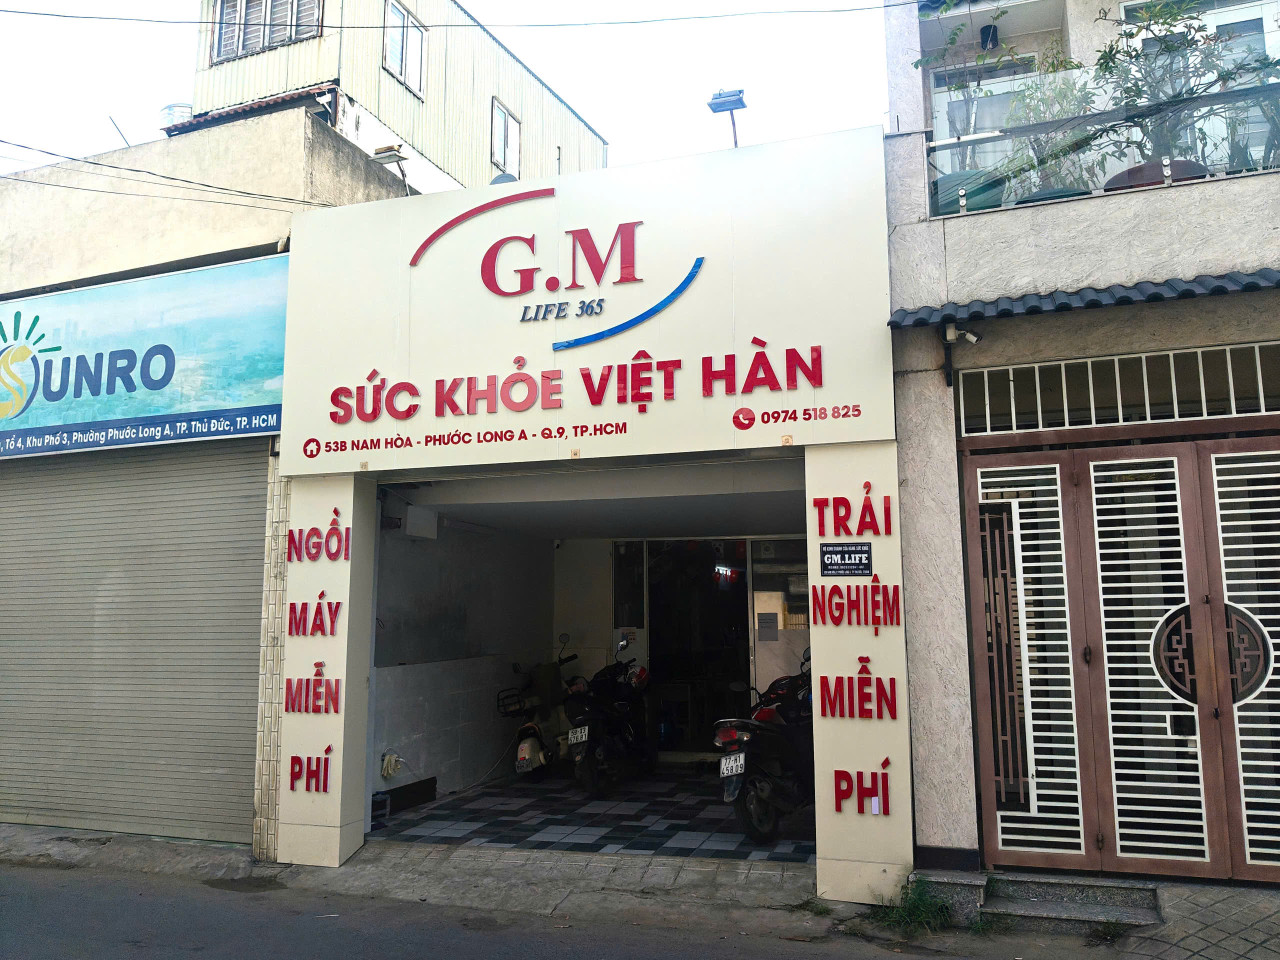 G.M
LIFE 365
SỨC KHỎE VIỆT HÀN
53B NAM HÒA - PHƯỚC LONG A - Q.9, TP.HCM
0974 518 825
SUNRO
, Tổ 4, Khu Phố 3, Phường Phước Long A, TP. Thủ Đức, TP. HCM
NGỒI
MÁY
MIỄN
PHÍ
TRẢI
GM.LIFE
NGHIỆM
MIỄN
PHÍ
77-H1